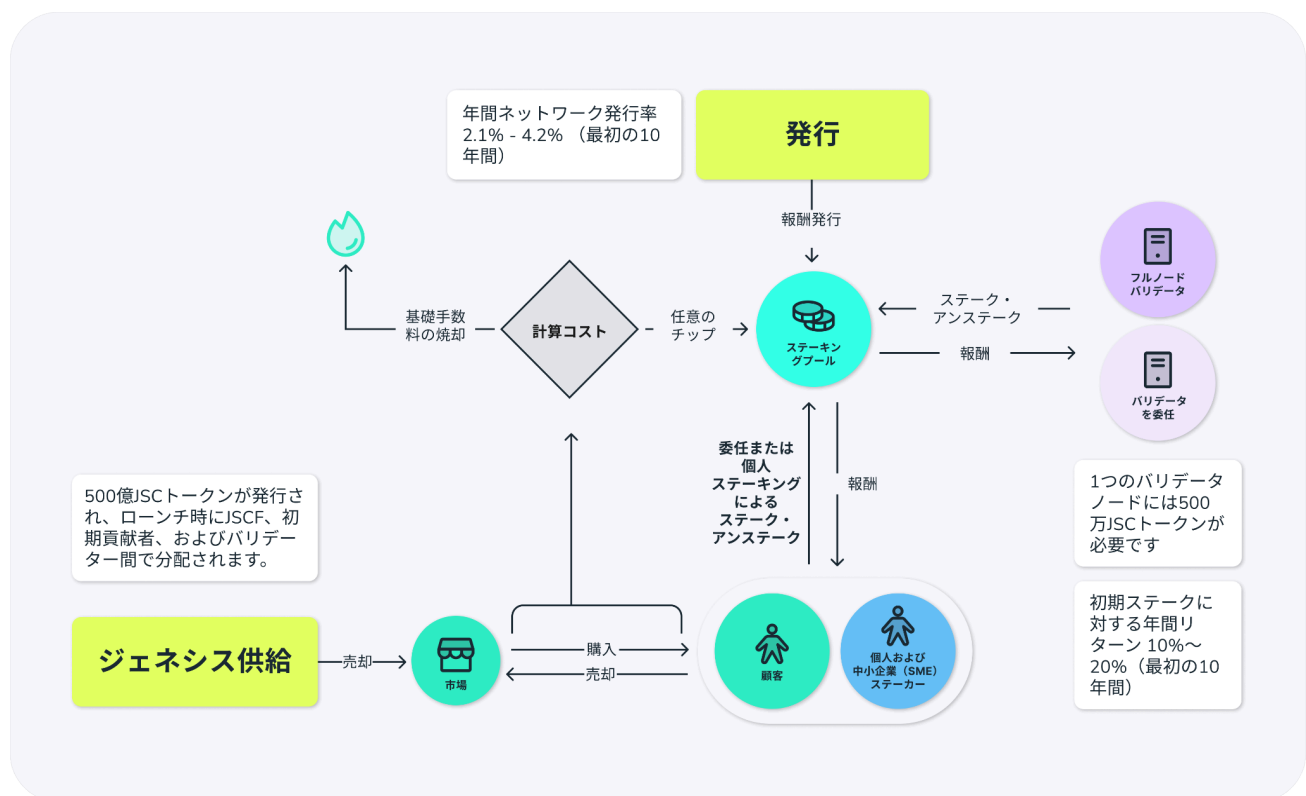 年間ネットワーク発行率
2.1% - 4.2% （最初の10
年間）
発行
報酬発行
フルノード
バリデータ
基礎手数
料の焼却
計算コスト
任意の
チップ
ステーキン
グプール
ステーク・
アンステーク
報酬
バリデータ
を委任
委任または
個人
ステーキング
による
ステーク・
アンステーク
報酬
500億JSCトークンが発行さ
れ、ローンチ時にJSCF、初
期貢献者、およびバリデー
ター間で分配されます。
1つのバリデータ
ノードには500
万JSCトークンが
必要です
初期ステークに
対する年間リ
ターン 10%〜
20%（最初の10
年間）
ジェネシス供給
売却
市場
購入
売却
顧客
個人および
中小企業（SME）
ステーカー